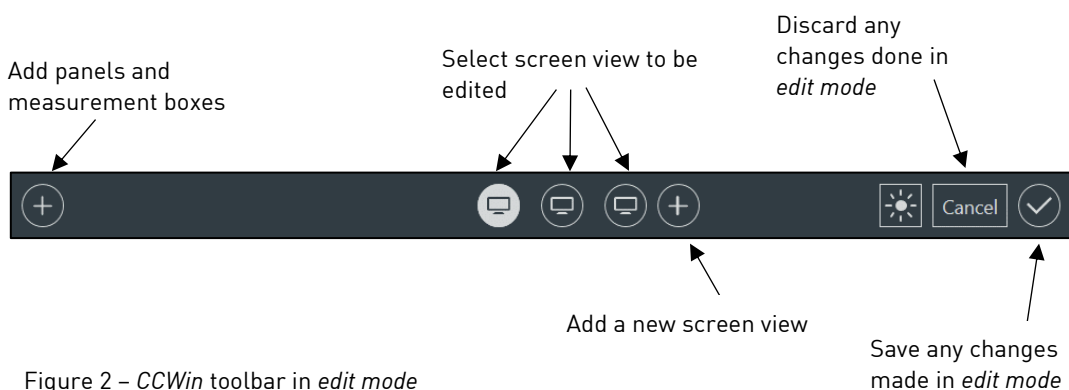 Discard any
changes done in
edit mode
Select screen view to be
edited
Add panels and
measurement boxes
Cancel
Add a new screen view
Save any changes
made in edit mode
Figure 2 – CCWin toolbar in edit mode